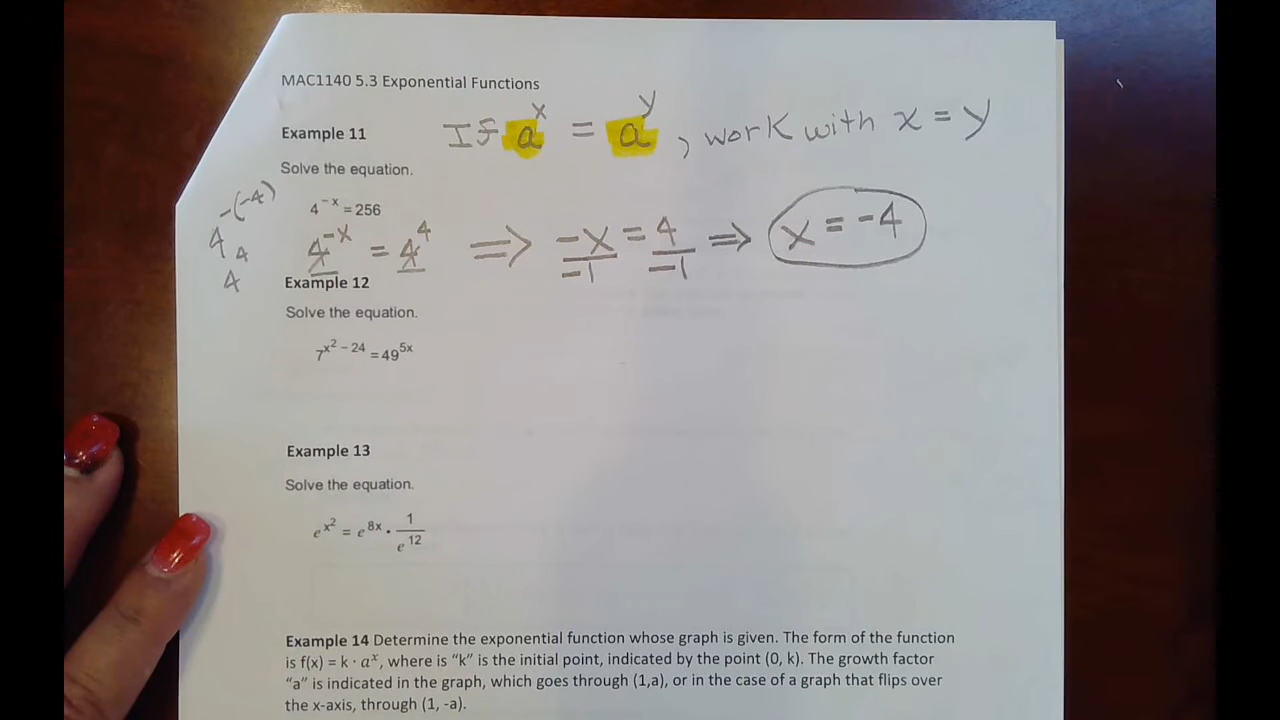 MAC1140 5.3 Exponential Functions
Example 11 If aˣ = aʸ, work with x = y
Solve the equation.
4^(-x) = 256
4^(-(-4))
4^4
4^(-x) = 4^4 ⇒ -x/-1 = 4/-1 ⇒ x = -4
Example 12
Solve the equation.
7^(x² - 24) = 49^(5x)
Example 13
Solve the equation.
e^(x²) = e^(8x) · 1/e^12
Example 14 Determine the exponential function whose graph is given. The form of the function
is f(x) = k · aˣ, where is “k” is the initial point, indicated by the point (0, k). The growth factor
“a” is indicated in the graph, which goes through (1,a), or in the case of a graph that flips over
the x-axis, through (1, -a).